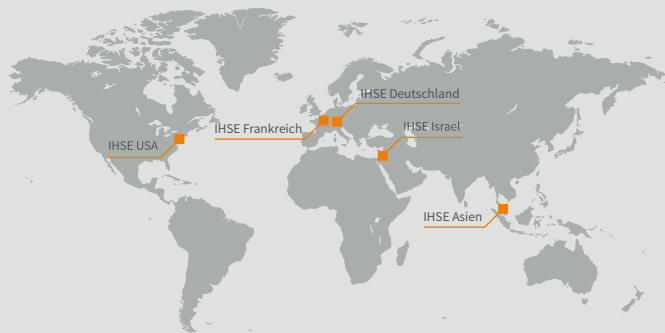 IHSE Deutschland
IHSE Frankreich
IHSE Israel
IHSE USA
IHSE Asien